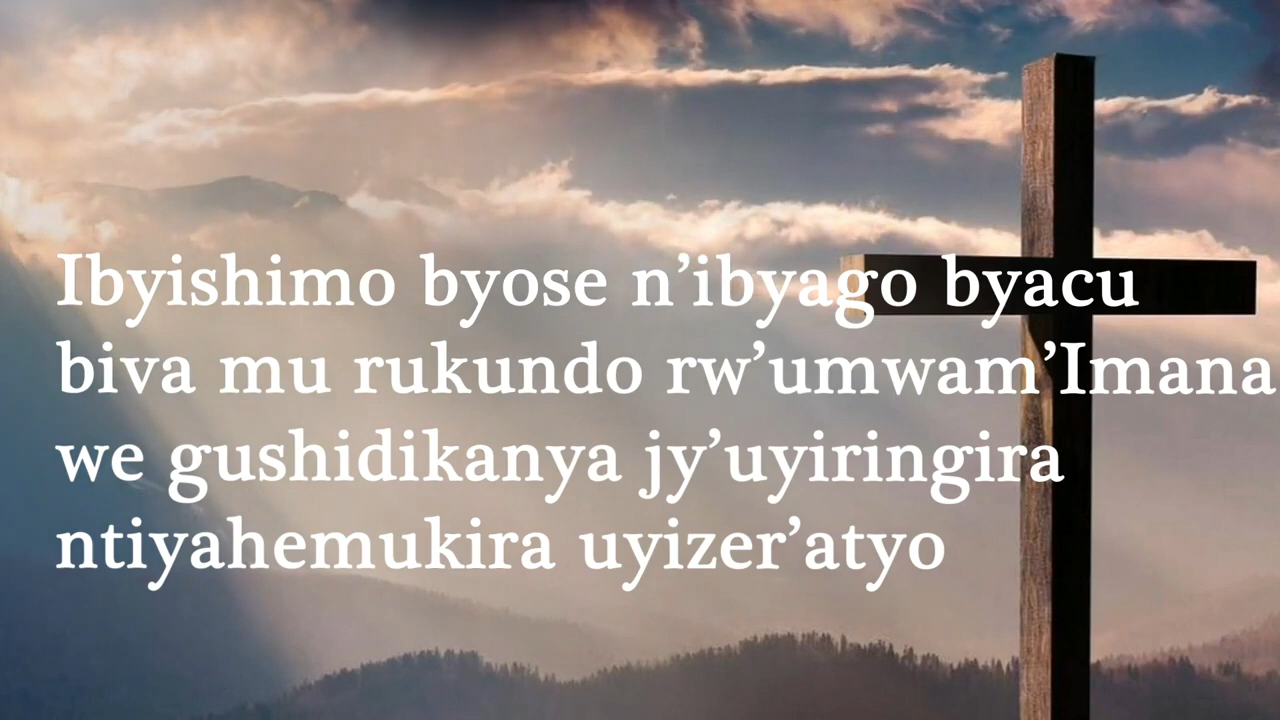 Ibyishimo byose n’ibyago byacu
biva mu rukundo rw’umwam’Imana
we gushidikanya jy’uyiringira
ntiyahemukira uyizer’atyo